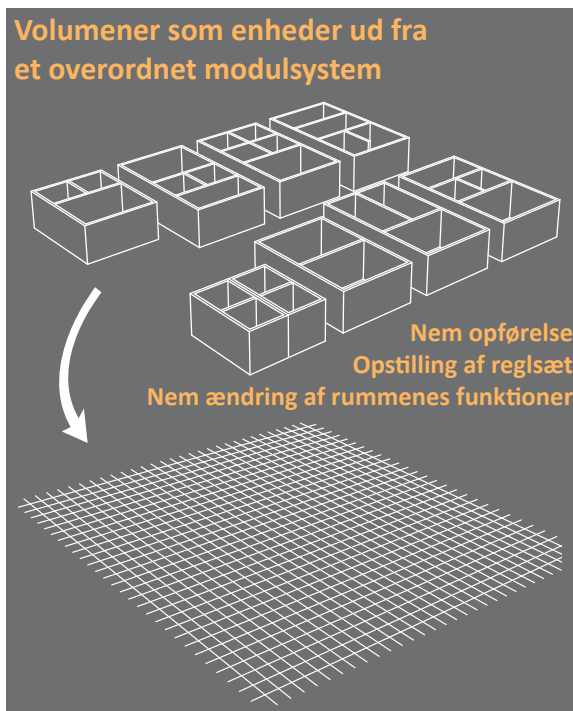 Volumener som enheder ud fra
et overordnet modulsystem
Nem opførelse
Opstilling af reglsæt
Nem ændring af rummenes funktioner